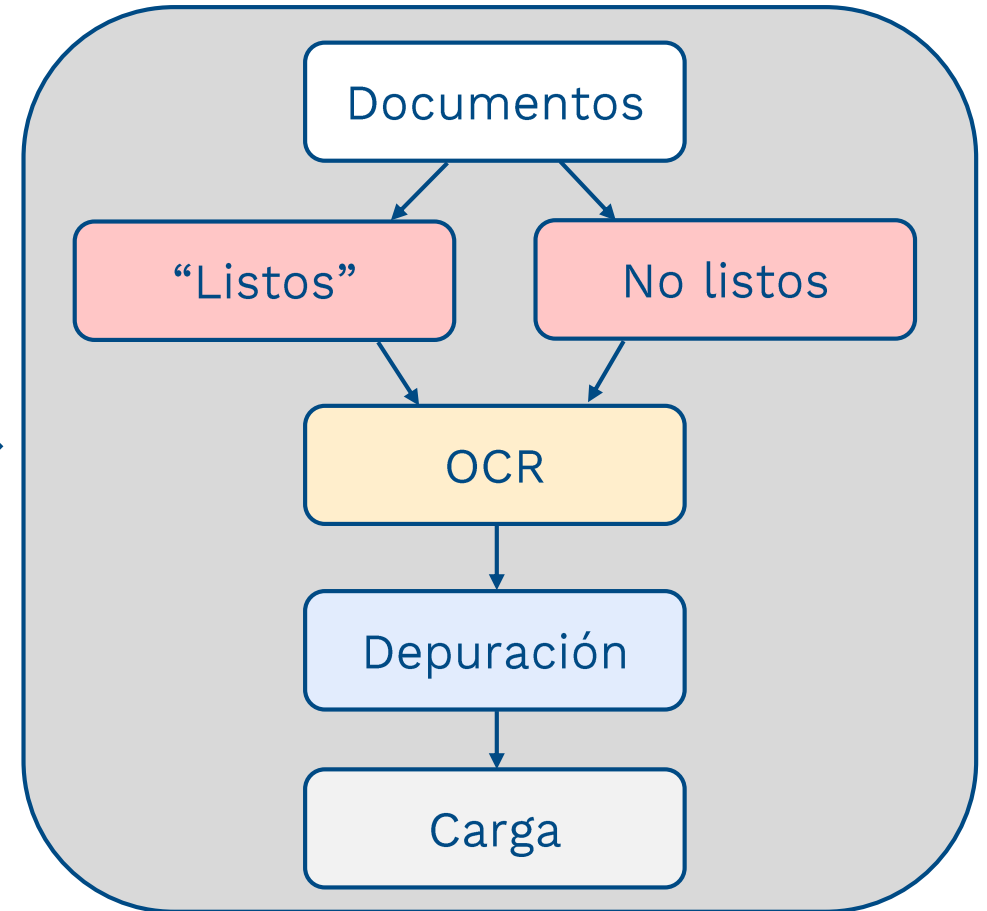 Documentos
“Listos”
No listos
OCR
Depuración
Carga